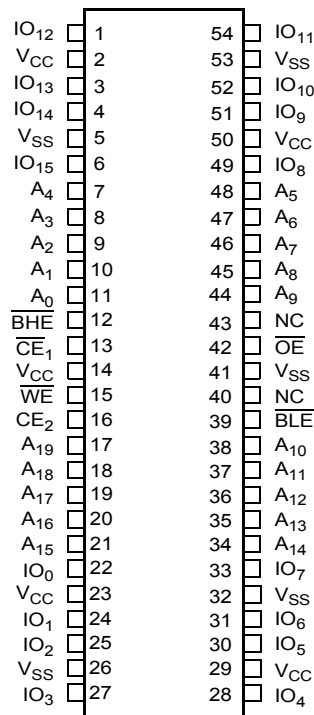 IO12 1 54 IO11
VCC 2 53 VSS
IO13 3 52 IO10
IO14 4 51 IO9
VSS 5 50 VCC
IO15 6 49 IO8
A4 7 48 A5
A3 8 47 A6
A2 9 46 A7
A1 10 45 A8
A0 11 44 A9
BHE 12 43 NC
CE1 13 42 OE
VCC 14 41 VSS
WE 15 40 NC
CE2 16 39 BLE
A19 17 38 A10
A18 18 37 A11
A17 19 36 A12
A16 20 35 A13
A15 21 34 A14
IO0 22 33 IO7
VCC 23 32 VSS
IO1 24 31 IO6
IO2 25 30 IO5
VSS 26 29 VCC
IO3 27 28 IO4